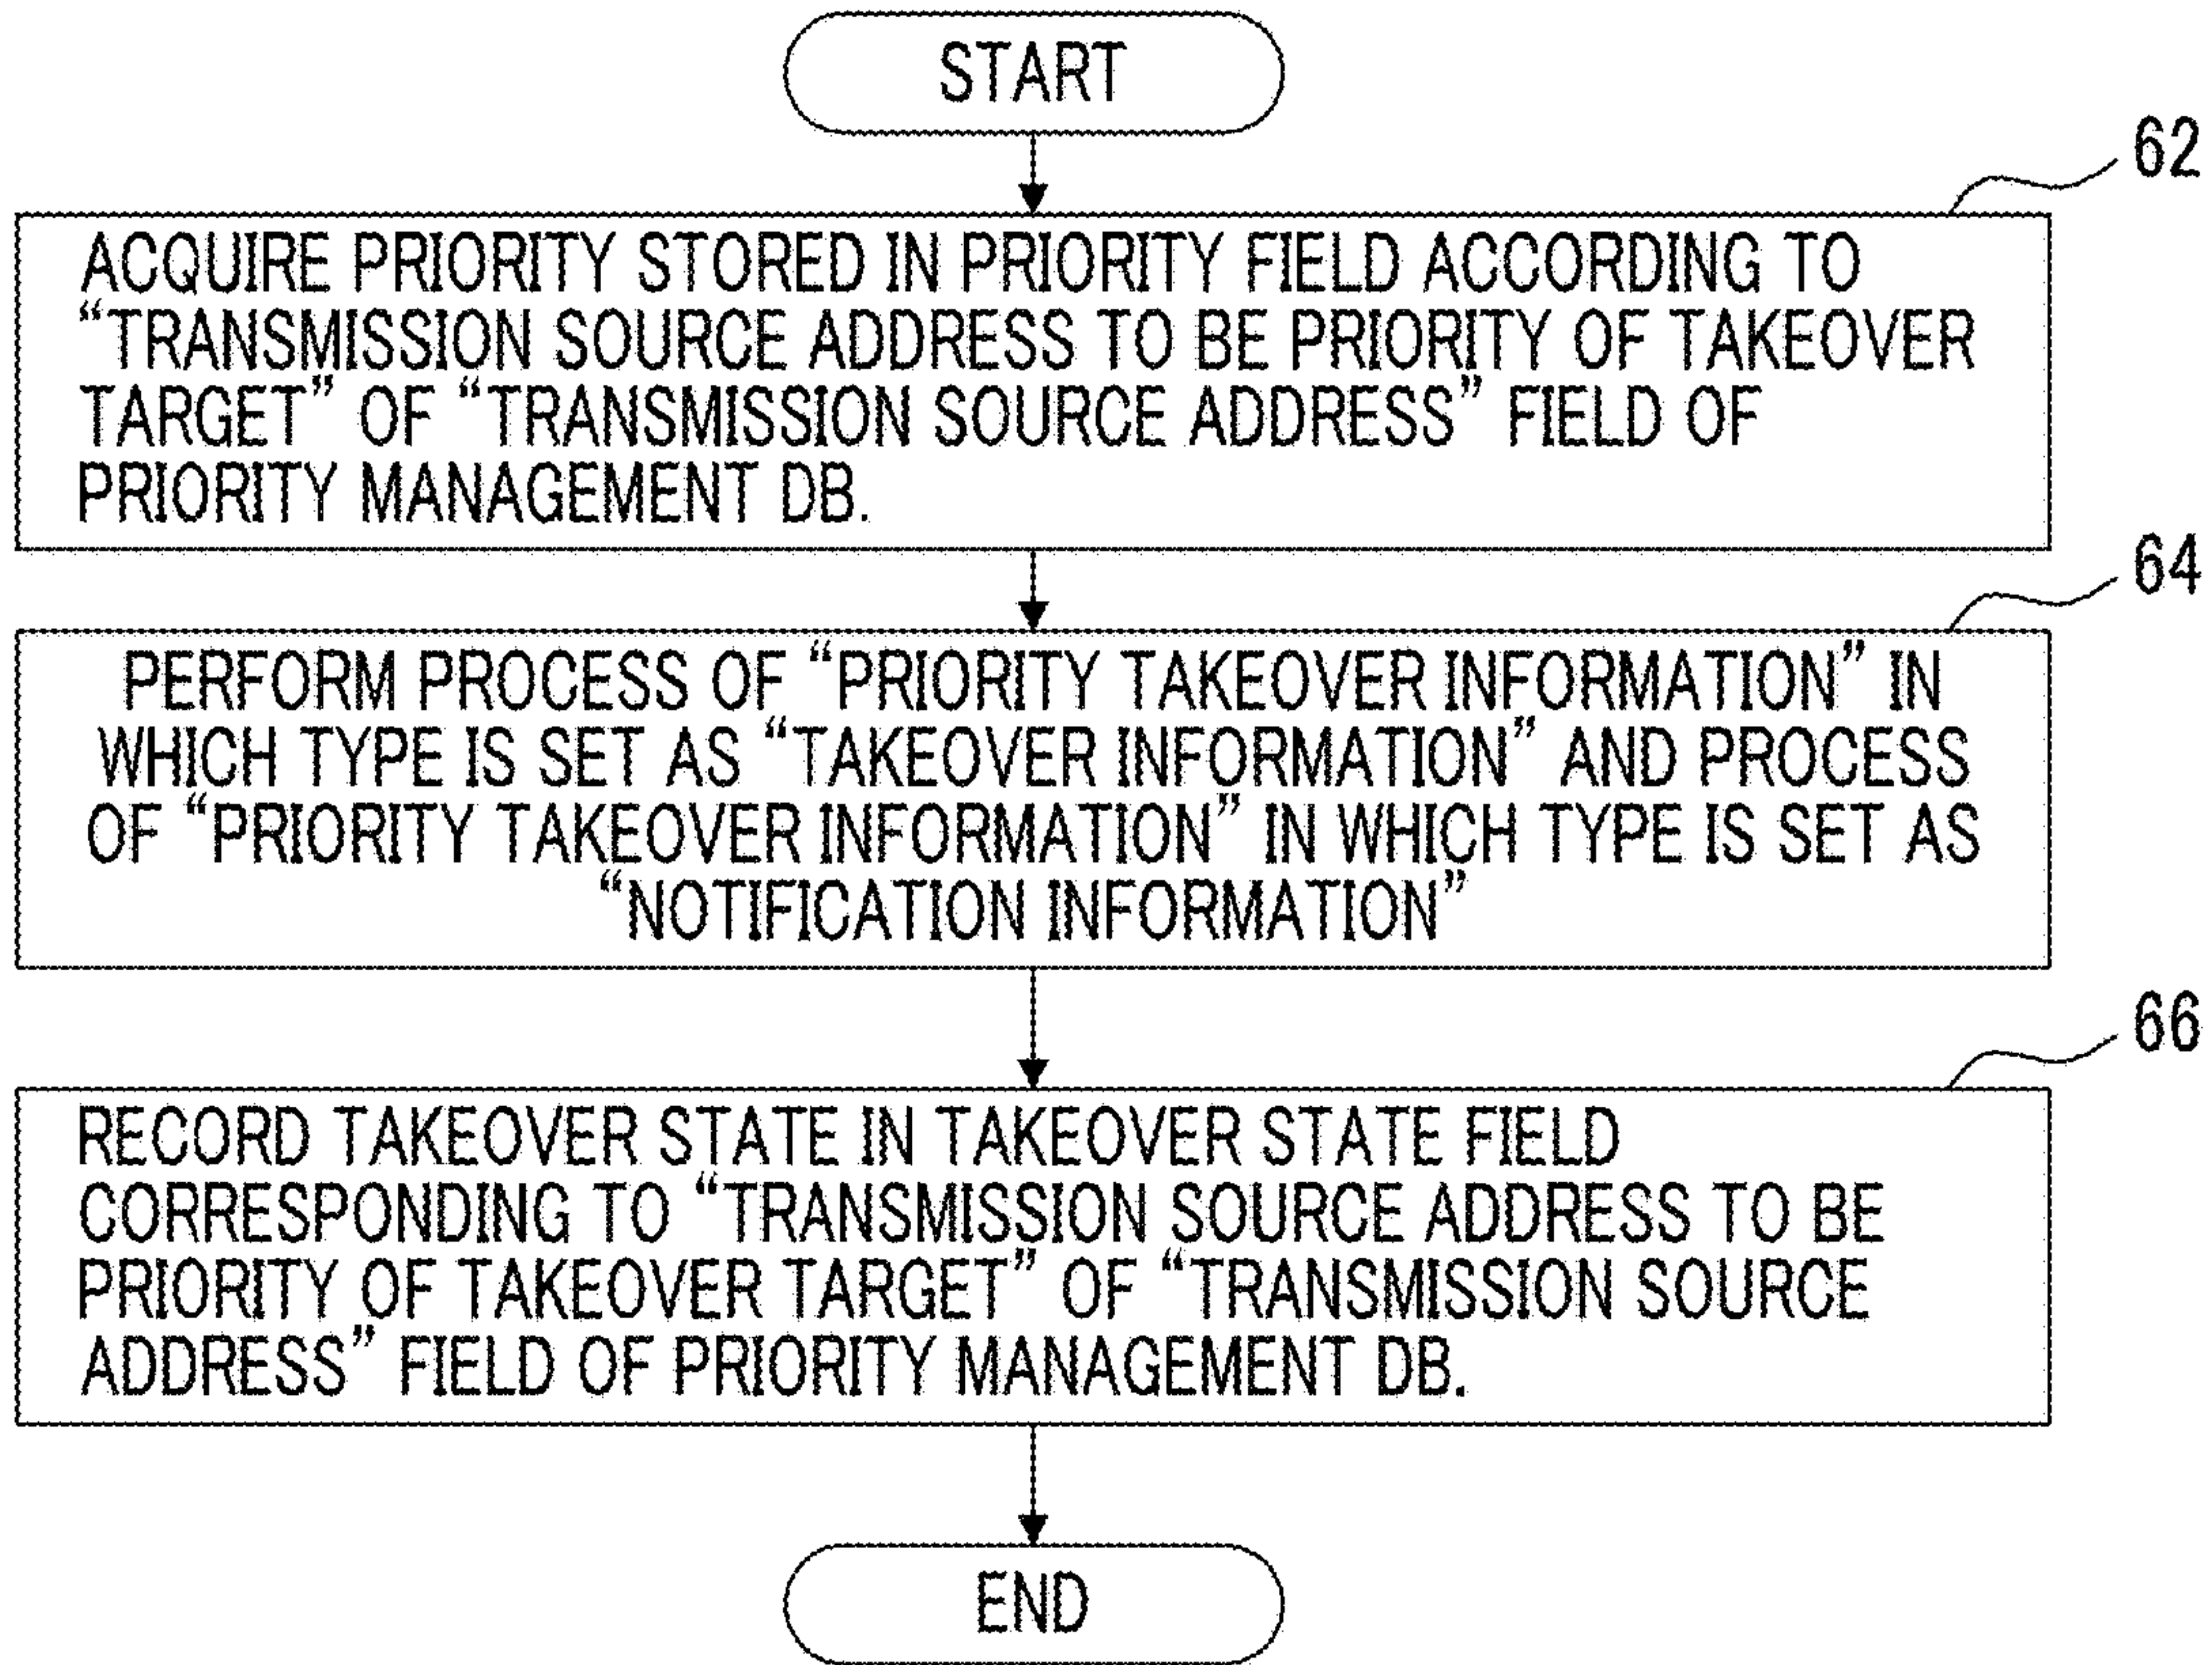 START
62
ACQUIRE PRIORITY STORED IN PRIORITY FIELD ACCORDING TO
“TRANSMISSION SOURCE ADDRESS TO BE PRIORITY OF TAKEOVER
TARGET” OF “TRANSMISSION SOURCE ADDRESS” FIELD OF
PRIORITY MANAGEMENT DB.
64
PERFORM PROCESS OF “PRIORITY TAKEOVER INFORMATION” IN
WHICH TYPE IS SET AS “TAKEOVER INFORMATION” AND PROCESS
OF “PRIORITY TAKEOVER INFORMATION” IN WHICH TYPE IS SET AS
“NOTIFICATION INFORMATION”
66
RECORD TAKEOVER STATE IN TAKEOVER STATE FIELD
CORRESPONDING TO “TRANSMISSION SOURCE ADDRESS TO BE
PRIORITY OF TAKEOVER TARGET” OF “TRANSMISSION SOURCE
ADDRESS” FIELD OF PRIORITY MANAGEMENT DB.
END